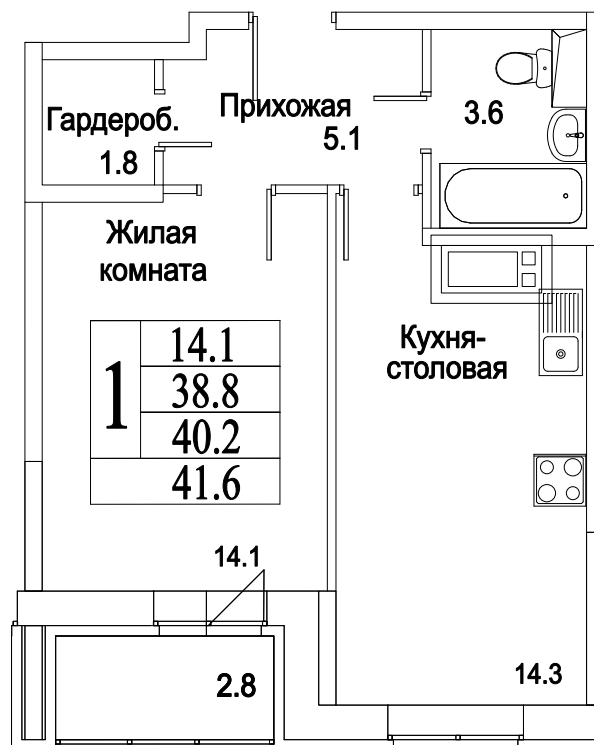 Гардероб.
1.8
Прихожая
5.1
3.6
Жилая
комната
Кухня-
столовая
1
14.1
38.8
40.2
41.6
14.1
2.8
14.3